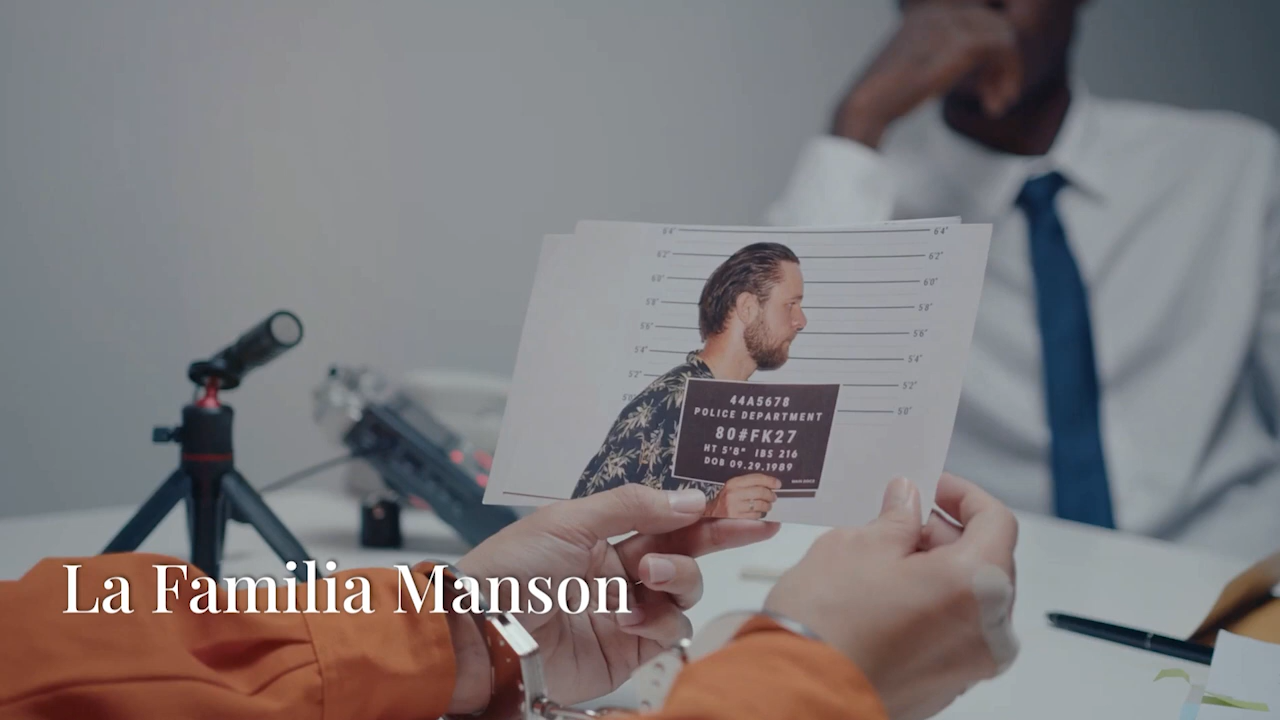 6'4" 6'4"
6'2" 6'2"
6'0" 6'0"
5'8" 5'8"
5'6" 5'6"
5'4" 5'4"
5'2" 5'2"
5'0"
44A5678
POLICE DEPARTMENT
80#FK27
HT 5'8" IBS 216
DOB 09.29.1989
La Familia Manson